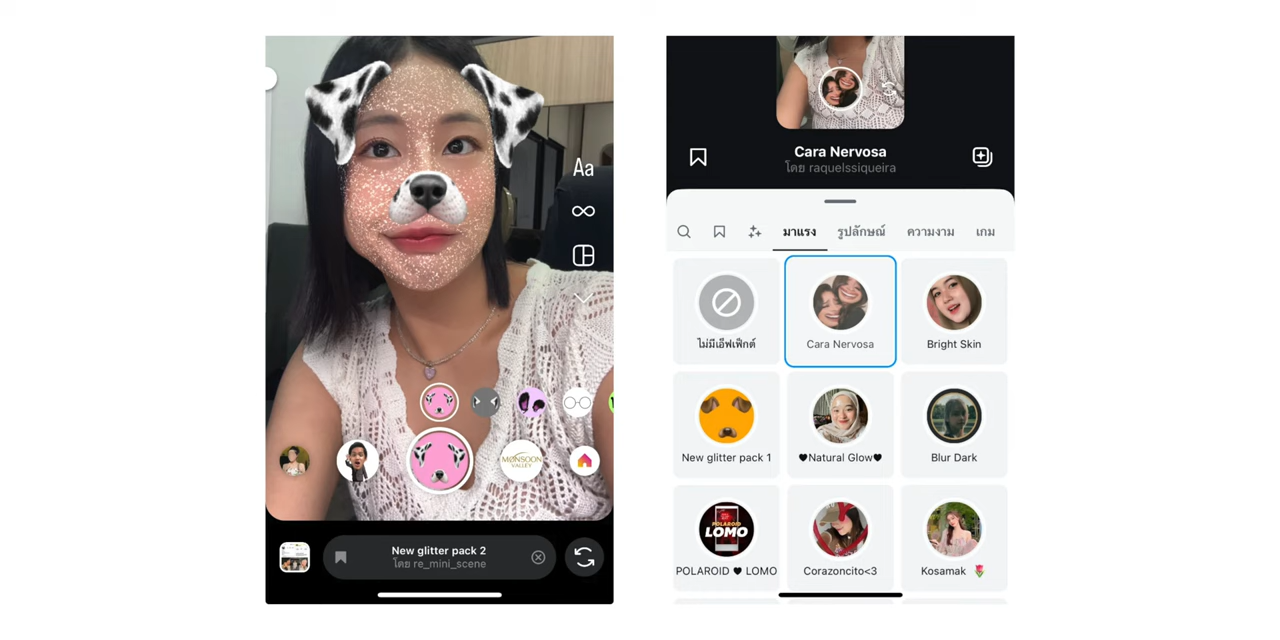 Aa
MONSOON
VALLEY
New glitter pack 2
โดย re_mini_scene
Cara Nervosa
โดย raquelssiqueira
มาแรง รูปลักษณ์ ความงาม เกม
ไม่มีเอ็ฟเฟ็กต์ Cara Nervosa Bright Skin
New glitter pack 1 ♥Natural Glow♥ Blur Dark
POLAROID
LOMO
POLAROID ♥ LOMO Corazoncito<3 Kosamak 🌷